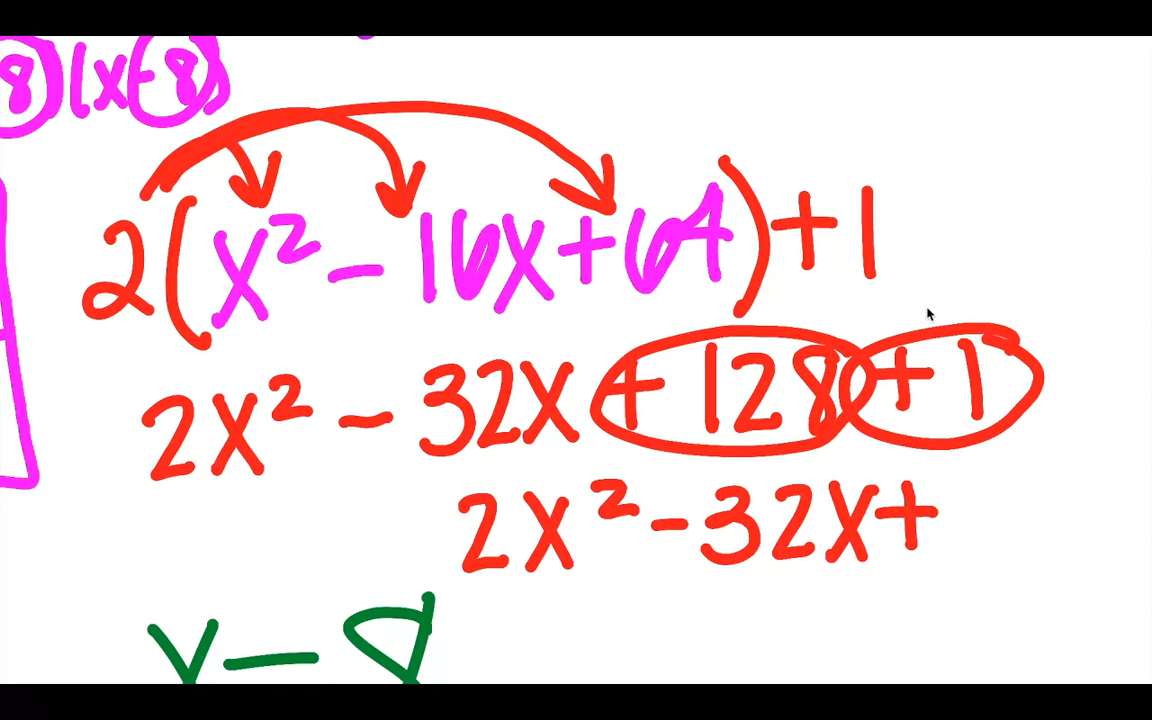 8)(x-8)
2(x²-16x+64)+1
2x²-32x+128+1
2x²-32x+